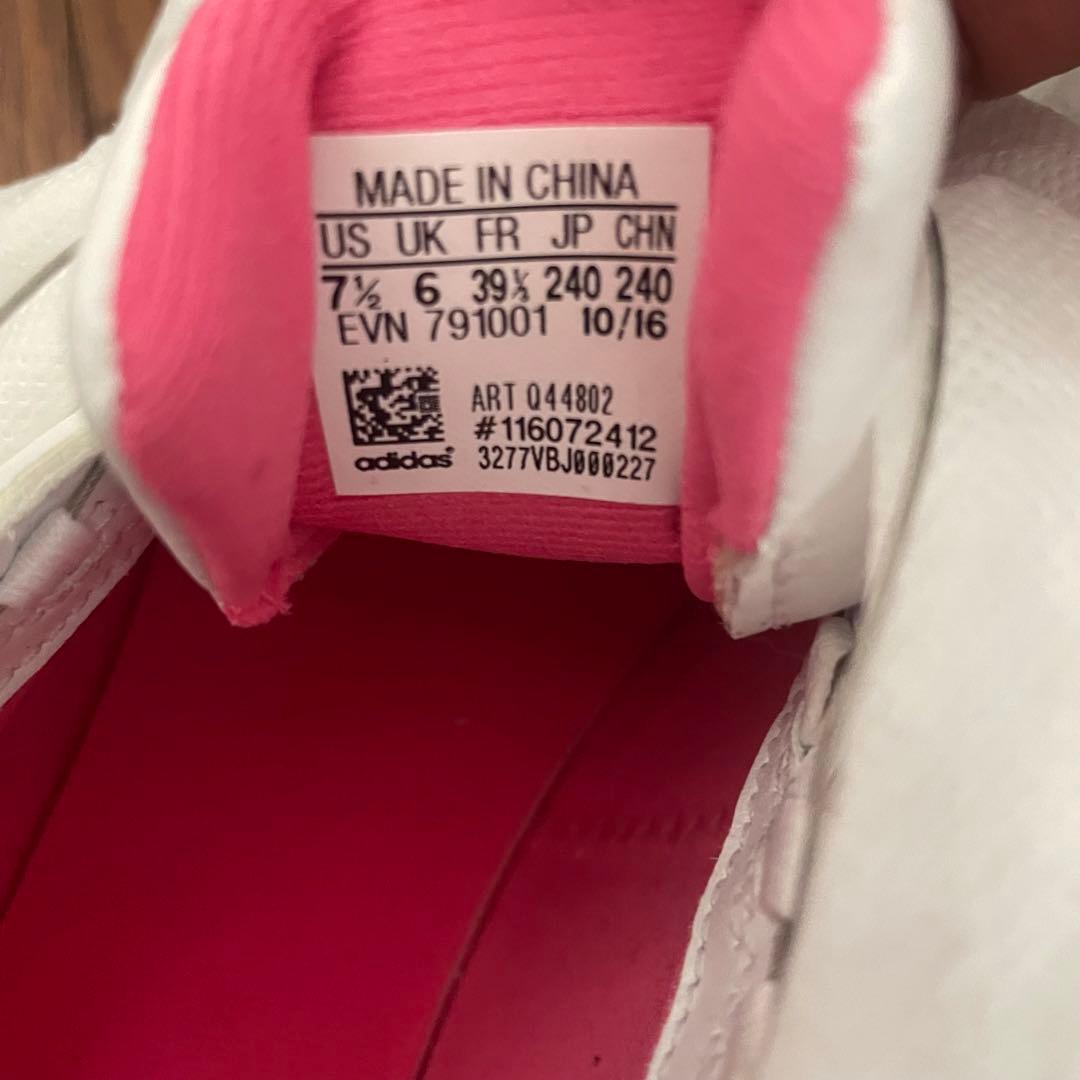 MADE IN CHINA
US UK FR JP CHN
7½ 6 39⅓ 240 240
EVN 791001 10/16
ART Q44802
#116072412
adidas
3277VBJ000227